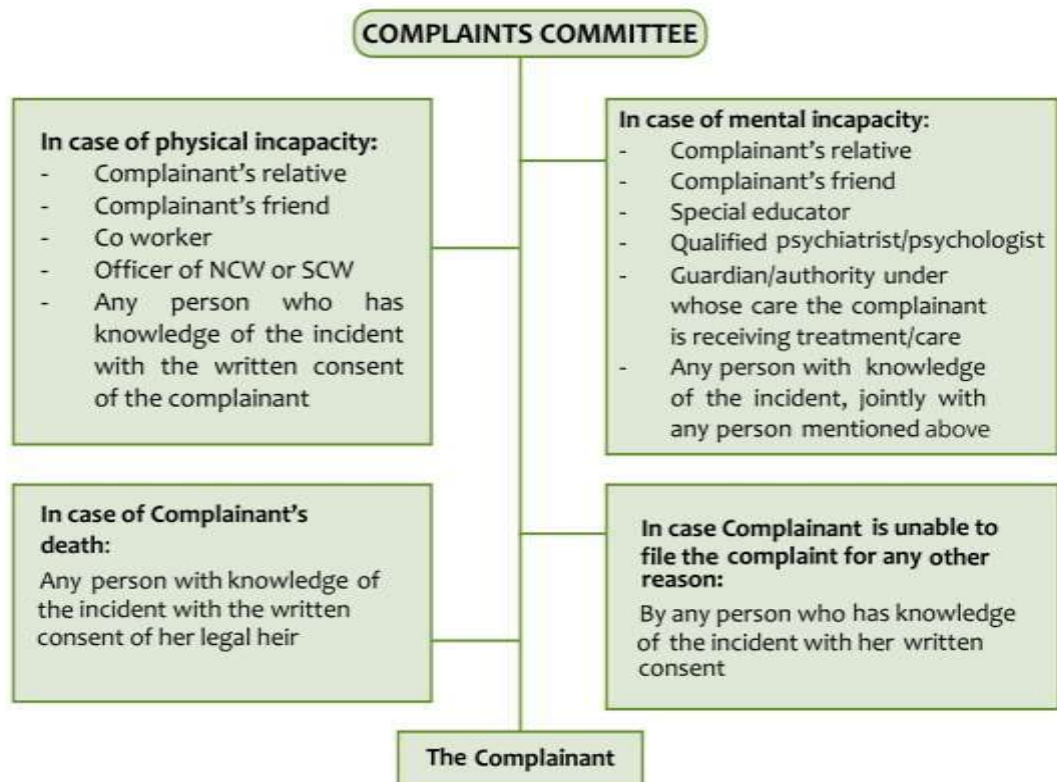 COMPLAINTS COMMITTEE
In case of physical incapacity:
- Complainant's relative
- Complainant's friend
- Co worker
- Officer of NCW or SCW
- Any person who has
knowledge of the incident
with the written consent
of the complainant
In case of mental incapacity:
- Complainant's relative
- Complainant's friend
- Special educator
- Qualified psychiatrist/psychologist
- Guardian/authority under
whose care the complainant
is receiving treatment/care
- Any person with knowledge
of the incident, jointly with
any person mentioned above
In case of Complainant's
death:
Any person with knowledge of
the incident with the written
consent of her legal heir
In case Complainant is unable to
file the complaint for any other
reason:
By any person who has knowledge
of the incident with her written
consent
The Complainant